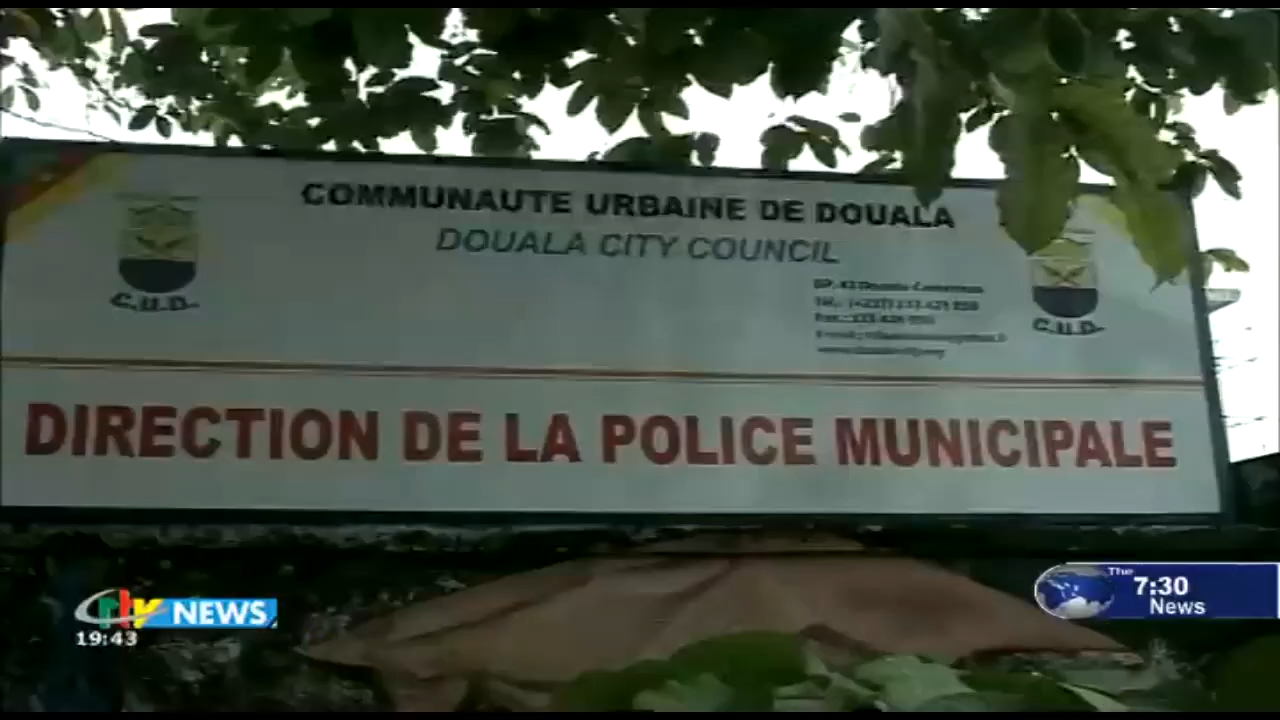 COMMUNAUTE URBAINE DE DOUALA
DOUALA CITY COUNCIL
C.U.D.
C.U.D.
DIRECTION DE LA POLICE MUNICIPALE
crtv NEWS
19:43
The
7:30
News